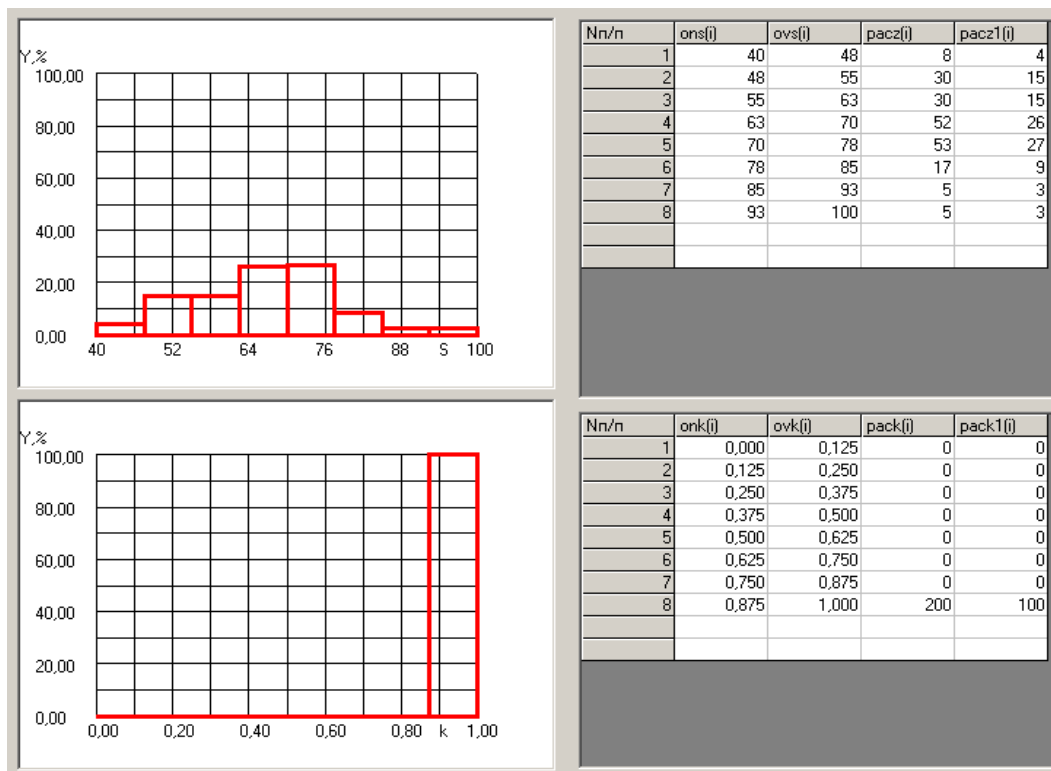 Y,%
100,00
80,00
60,00
40,00
20,00
0,00
40 52 64 76 88 S 100
Nп/п ons(i) ovs(i) pacz(i) pacz1(i)
1 40 48 8 4
2 48 55 30 15
3 55 63 30 15
4 63 70 52 26
5 70 78 53 27
6 78 85 17 9
7 85 93 5 3
8 93 100 5 3
Y,%
100,00
80,00
60,00
40,00
20,00
0,00
0,00 0,20 0,40 0,60 0,80 k 1,00
Nп/п onk(i) ovk(i) pack(i) pack1(i)
1 0,000 0,125 0 0
2 0,125 0,250 0 0
3 0,250 0,375 0 0
4 0,375 0,500 0 0
5 0,500 0,625 0 0
6 0,625 0,750 0 0
7 0,750 0,875 0 0
8 0,875 1,000 200 100